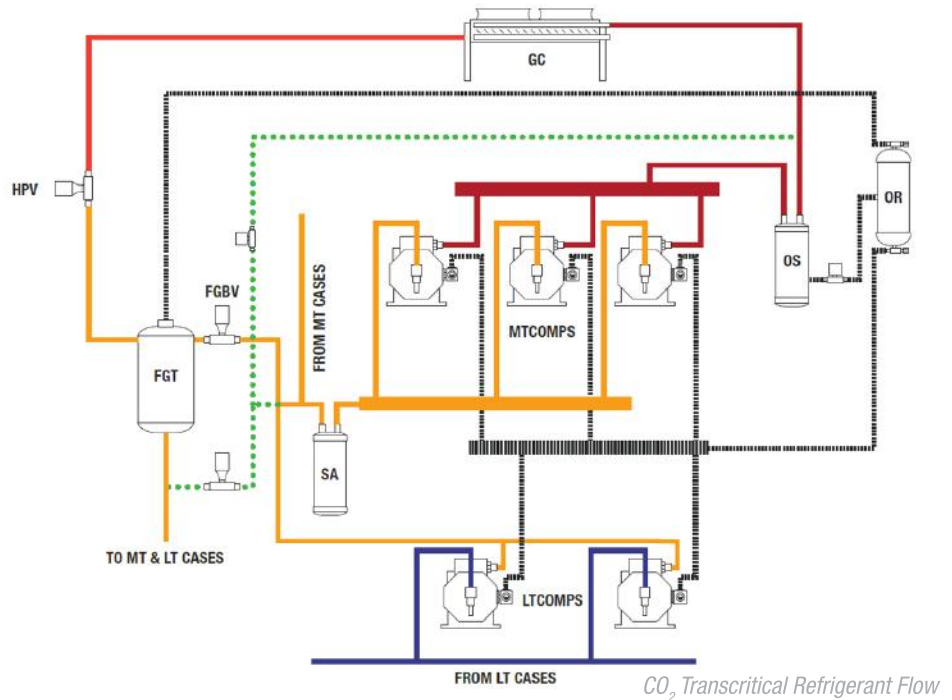 GC
HPV
OR
OS
FGBV
FROM MT CASES
MTCOMPS
FGT
SA
TO MT & LT CASES
LTCOMPS
FROM LT CASES
CO₂ Transcritical Refrigerant Flow